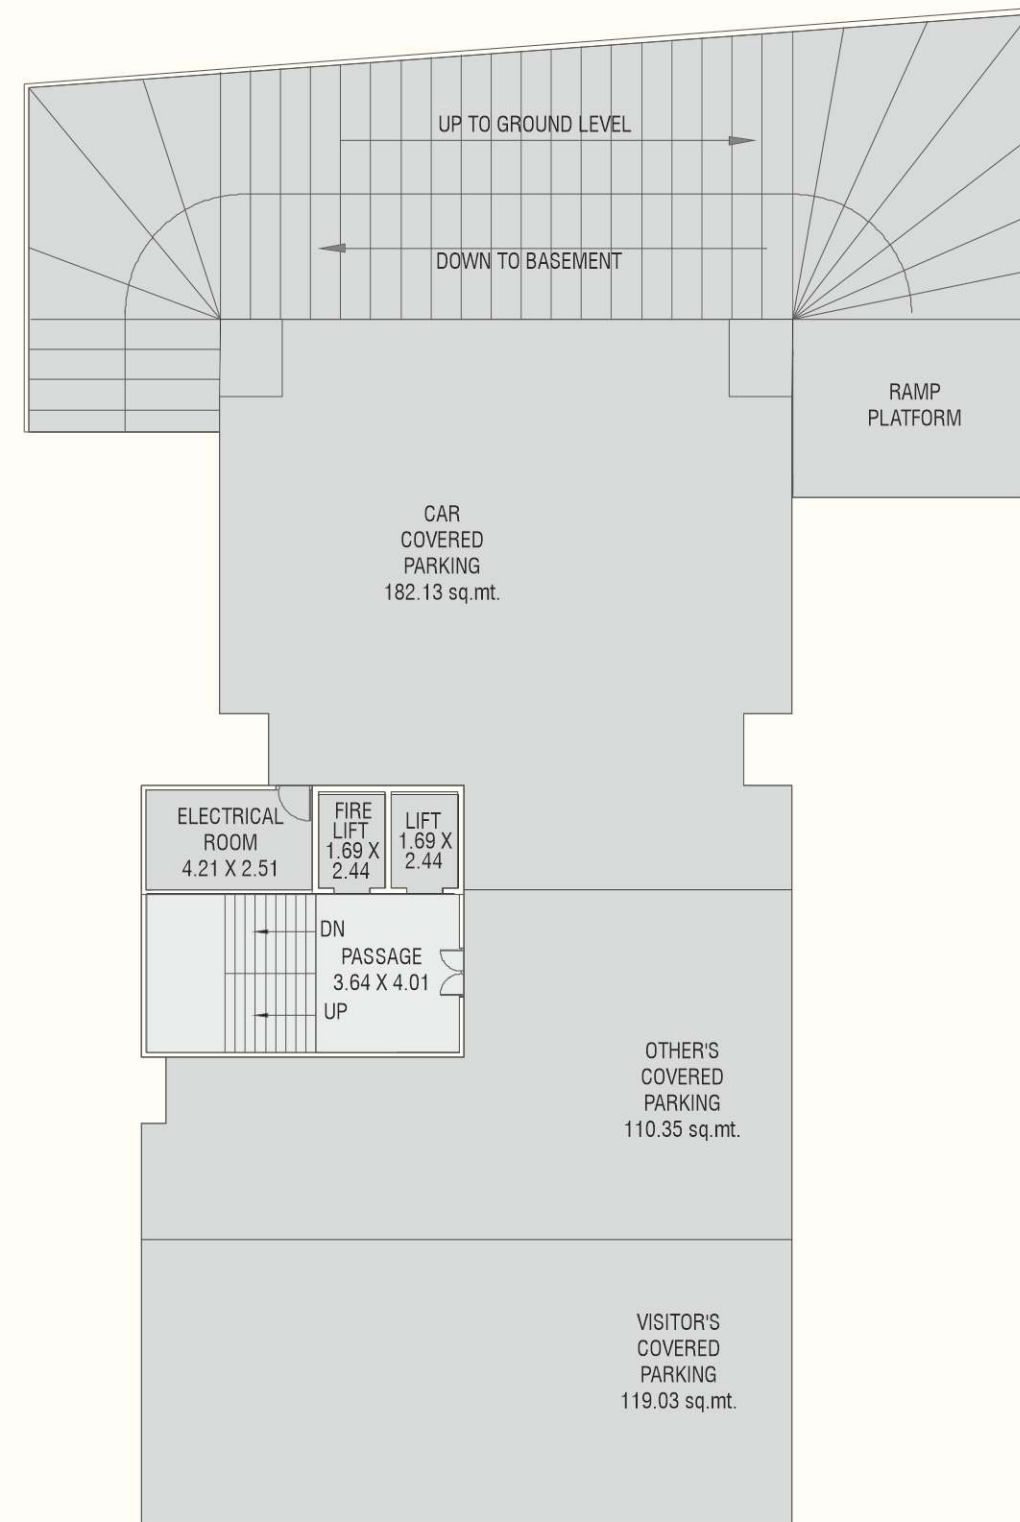 UP TO GROUND LEVEL
DOWN TO BASEMENT
RAMP
PLATFORM
CAR
COVERED
PARKING
182.13 sq.mt.
ELECTRICAL
ROOM
4.21 X 2.51
FIRE
LIFT
1.69 X
2.44
LIFT
1.69 X
2.44
DN
PASSAGE
3.64 X 4.01
UP
OTHER'S
COVERED
PARKING
110.35 sq.mt.
VISITOR'S
COVERED
PARKING
119.03 sq.mt.